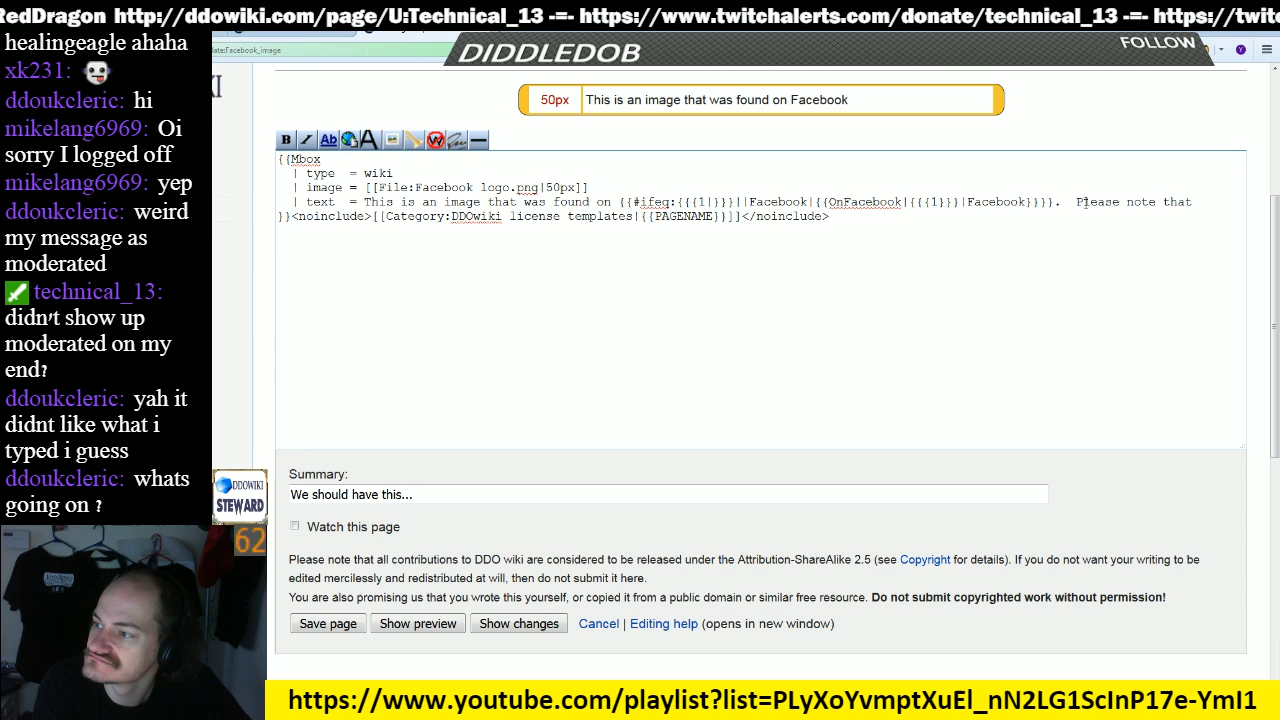 RedDragon http://ddowiki.com/page/U:Technical_13 -=- https://www.twitchalerts.com/donate/technical_13 -=- https://twitc
healingeagle ahaha
xk231:
ddoukcleric: hi
mikelang6969: Oi
sorry I logged off
mikelang6969: yep
ddoukcleric: weird
my message as
moderated
technical_13:
didn't show up
moderated on my
end?
ddoukcleric: yah it
didnt like what i
typed i guess
ddoukcleric: whats
going on ?
DDOWIKI
STEWARD
62
ate:Facebook_image
DIDDLEDOB
FOLLOW
50px This is an image that was found on Facebook
B I Ab A W
{{Mbox
| type = wiki
| image = [[File:Facebook logo.png|50px]]
| text = This is an image that was found on {{#ifeq:{{{1|}}}||Facebook|{{OnFacebook|{{{1}}}|Facebook}}}}. Please note that
}}<noinclude>[[Category:DDOwiki license templates|{{PAGENAME}}]]</noinclude>
Summary:
We should have this...
Watch this page
Please note that all contributions to DDO wiki are considered to be released under the Attribution-ShareAlike 2.5 (see Copyright for details). If you do not want your writing to be
edited mercilessly and redistributed at will, then do not submit it here.
You are also promising us that you wrote this yourself, or copied it from a public domain or similar free resource. Do not submit copyrighted work without permission!
Save page Show preview Show changes Cancel | Editing help (opens in new window)
https://www.youtube.com/playlist?list=PLyXoYvmptXuEl_nN2LG1ScInP17e-YmI1